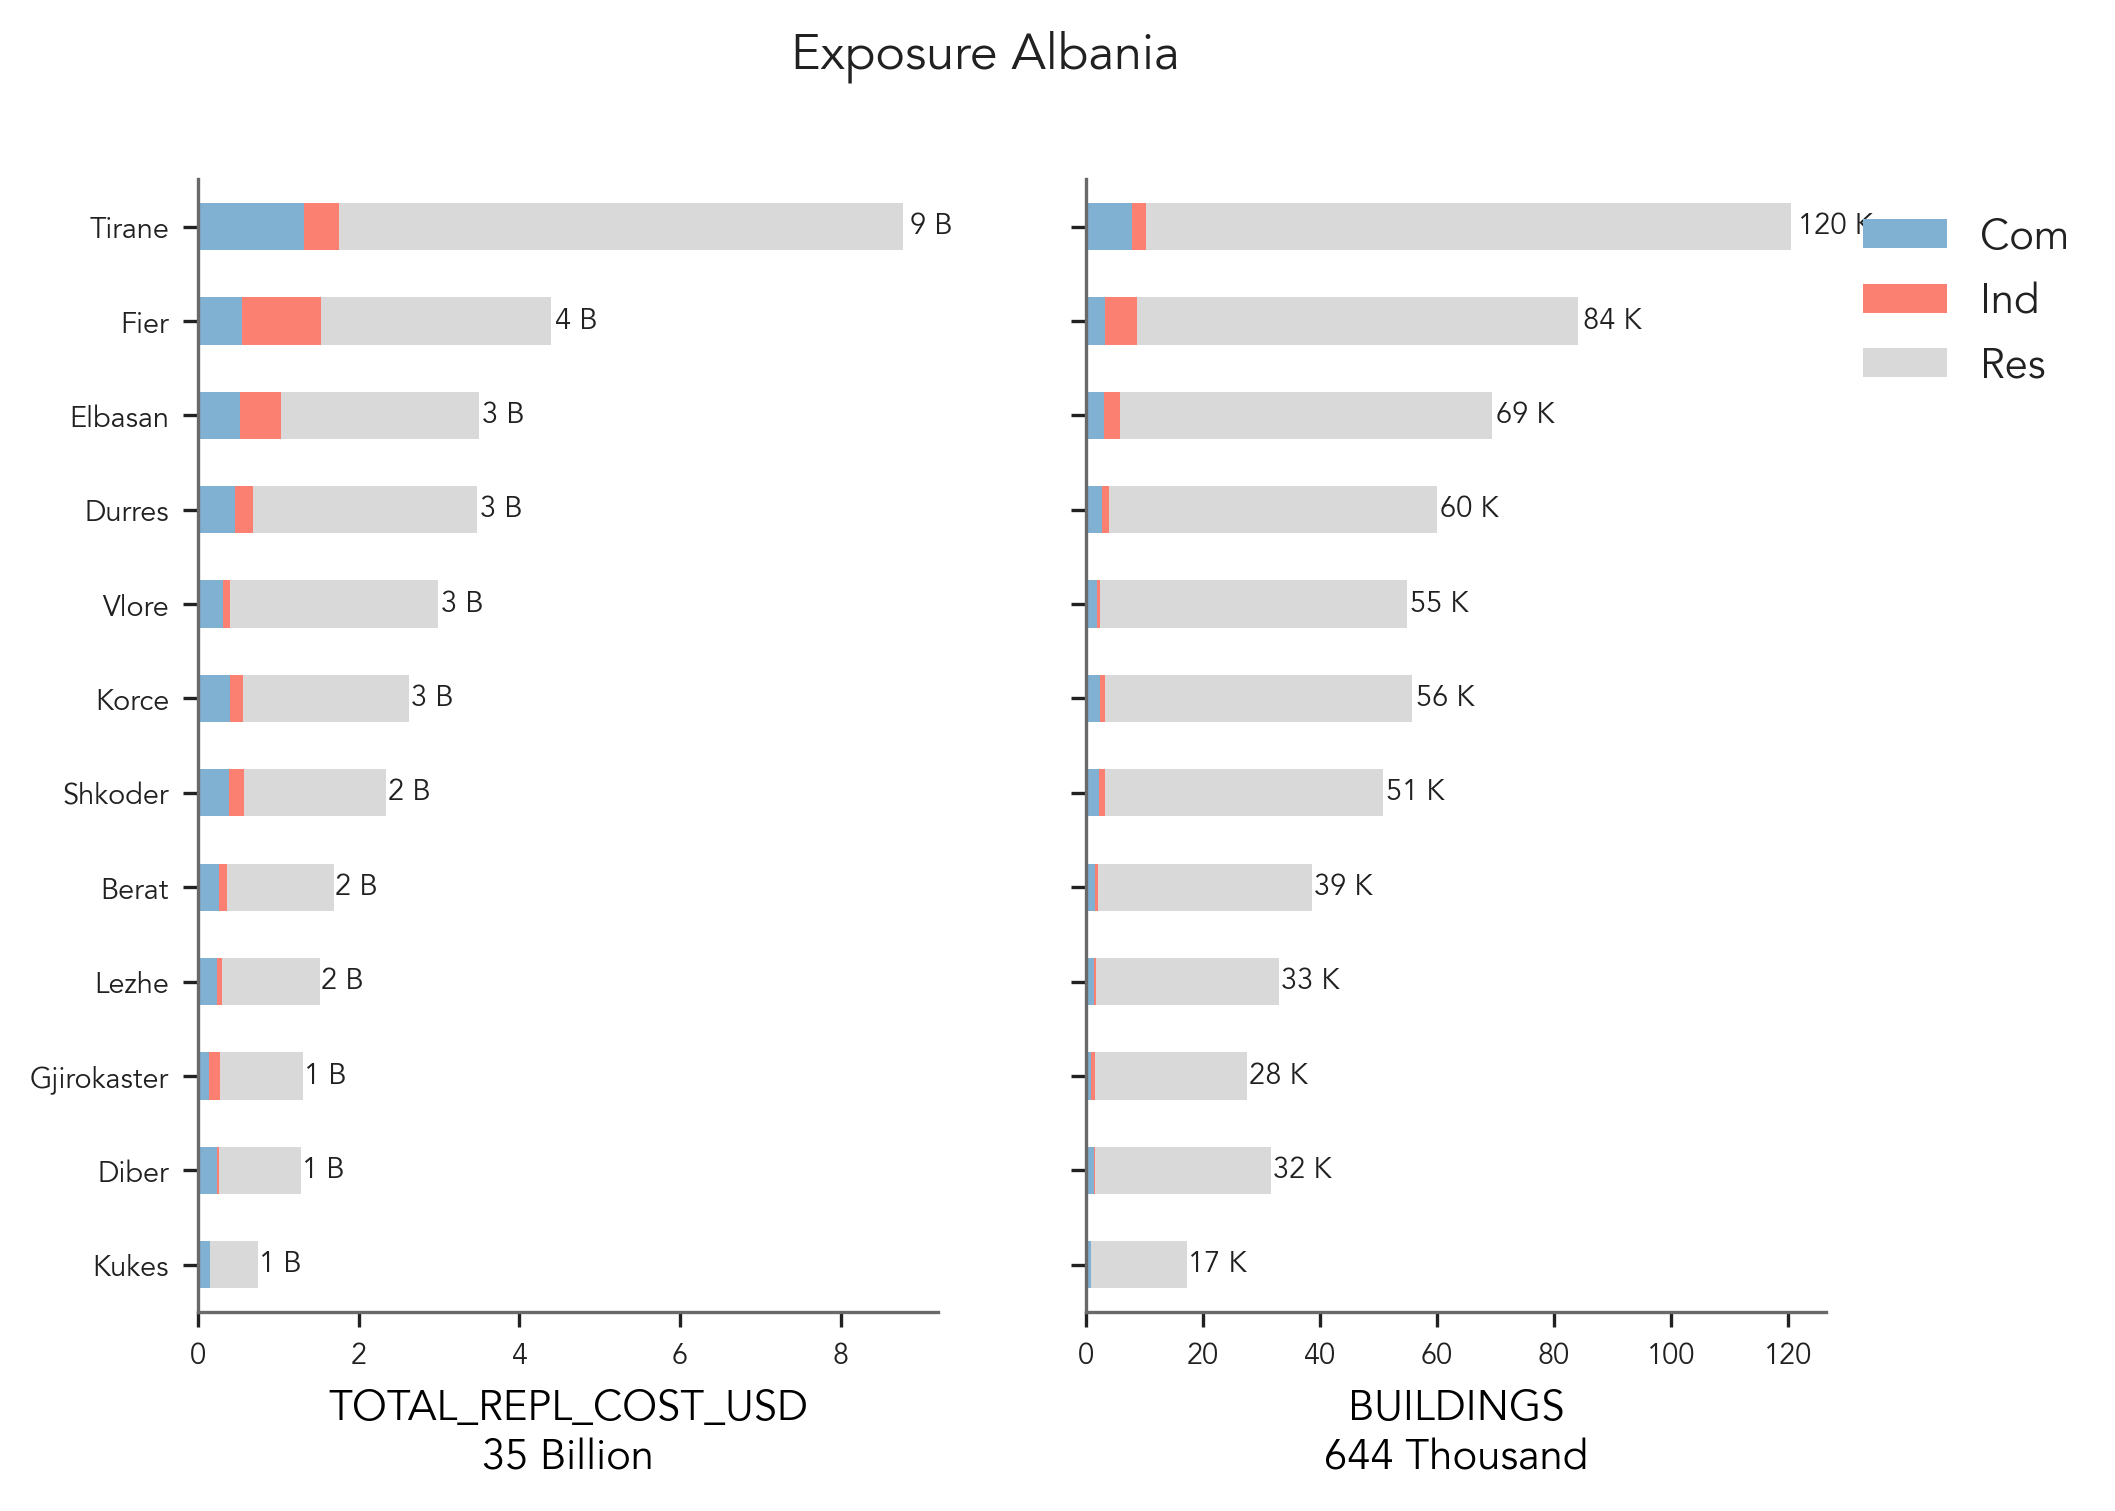 Exposure Albania
Tirane
9 B
Fier
4 B
Elbasan
3 B
Durres
3 B
Vlore
3 B
Korce
3 B
Shkoder
2 B
Berat
2 B
Lezhe
2 B
Gjirokaster
1 B
Diber
1 B
Kukes
1 B
0 2 4 6 8
TOTAL_REPL_COST_USD
35 Billion
120 K
84 K
69 K
60 K
55 K
56 K
51 K
39 K
33 K
28 K
32 K
17 K
0 20 40 60 80 100 120
BUILDINGS
644 Thousand
Com
Ind
Res